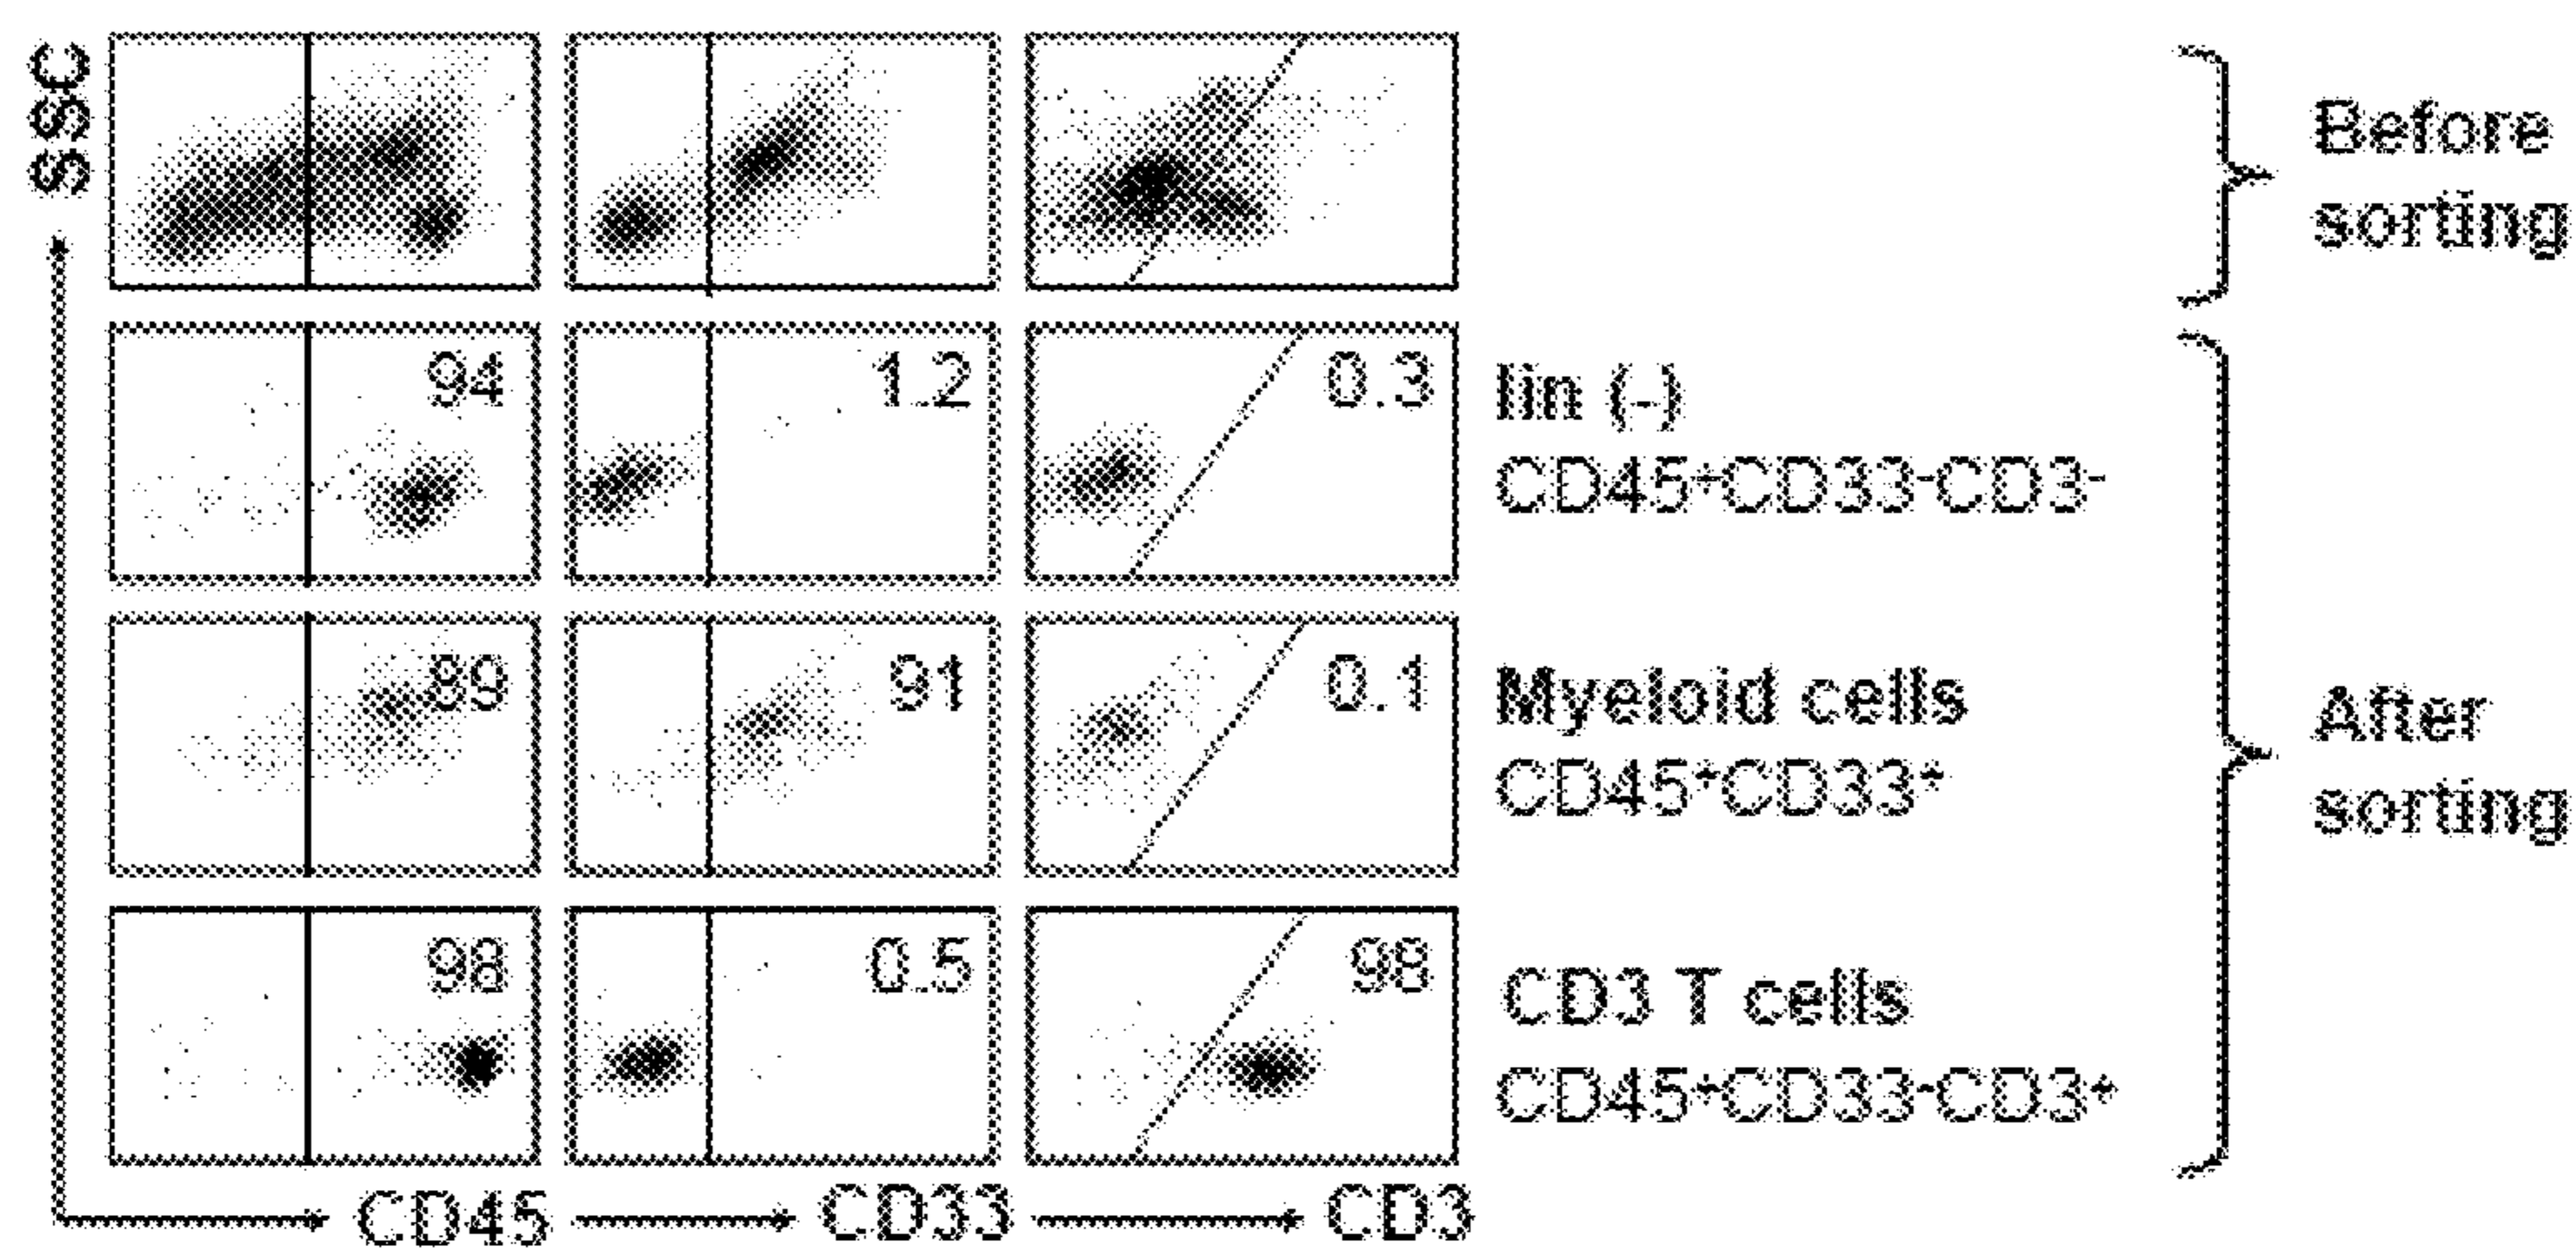 SSC
Before
sorting
94
1.2
0.3
lin (-)
CD45+CD33-CD3-
89
91
0.1
Myeloid cells
CD45+CD33+
After
sorting
98
0.5
98
CD3 T cells
CD45+CD33-CD3+
CD45
CD33
CD3